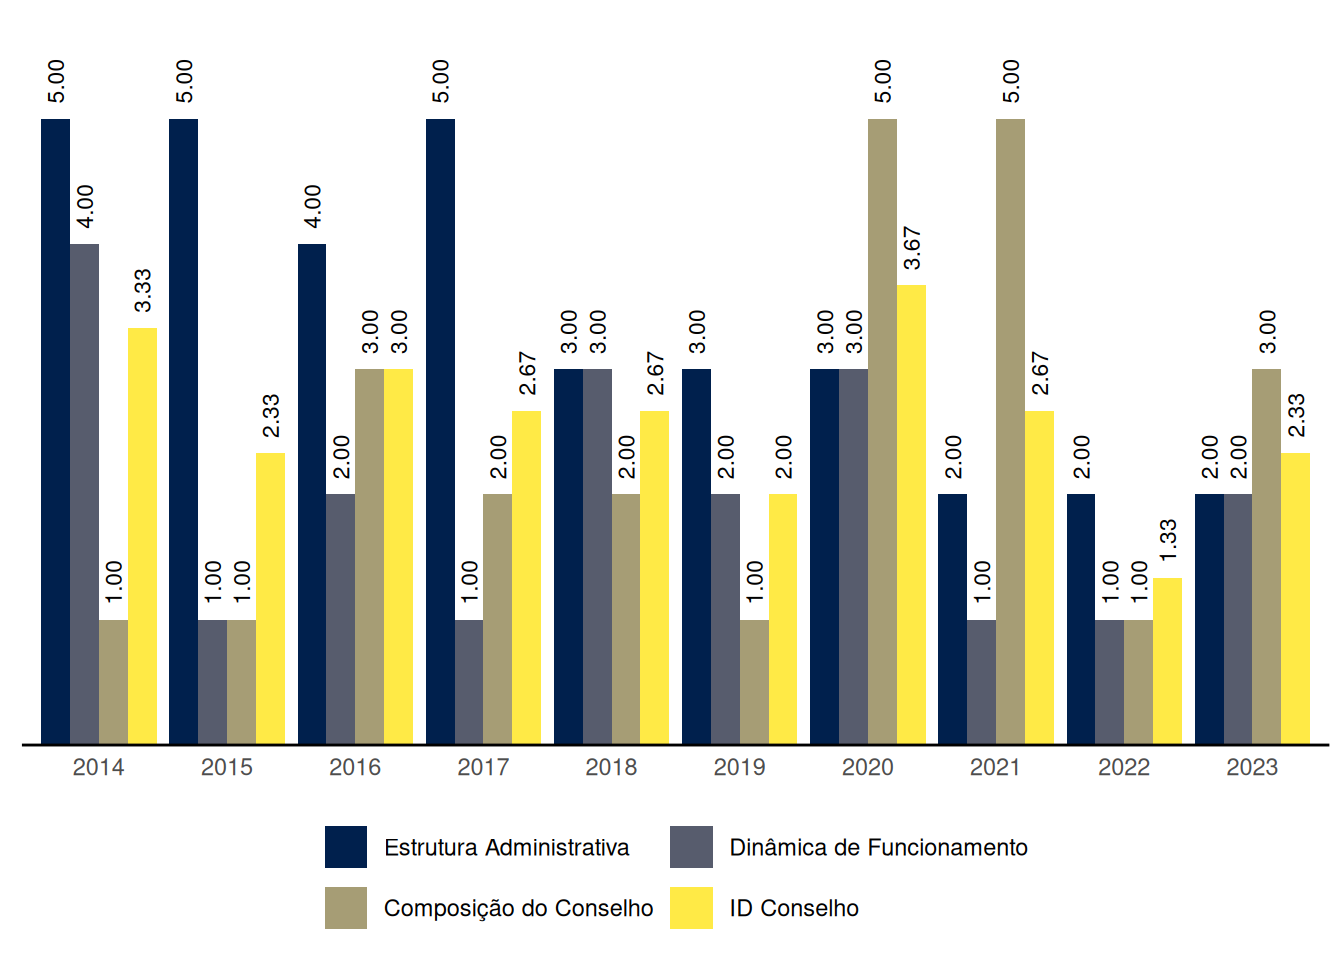 5.00 4.00 1.00 3.33
5.00 1.00 1.00 2.33
4.00 2.00 3.00 3.00
5.00 1.00 2.00 2.67
3.00 3.00 2.00 2.67
3.00 2.00 1.00 2.00
3.00 3.00 5.00 3.67
2.00 1.00 5.00 2.67
2.00 1.00 1.00 1.33
2.00 2.00 3.00 2.33
2014 2015 2016 2017 2018 2019 2020 2021 2022 2023
Estrutura Administrativa Dinâmica de Funcionamento
Composição do Conselho ID Conselho